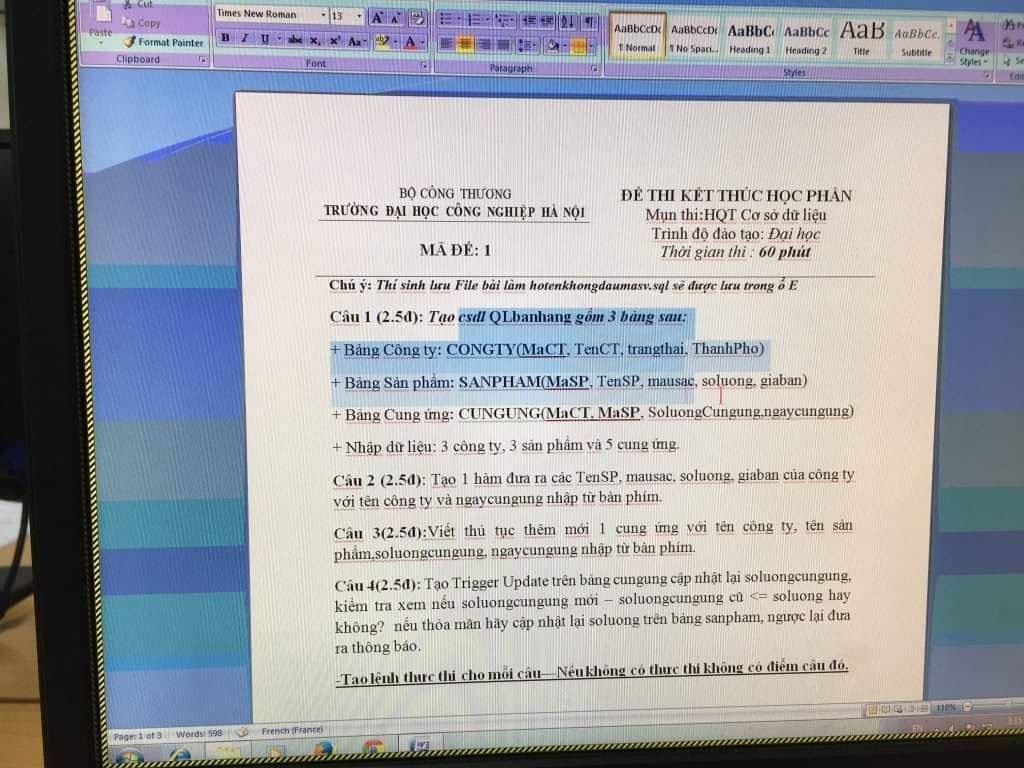 Cut
Copy
Paste
Format Painter
Clipboard
Times New Roman
13
Font
Paragraph
AaBbCcDc
¶ Normal
AaBbCcDc
¶ No Spaci...
AaBbC
Heading 1
AaBbCc
Heading 2
AaB
Title
AaBbCc.
Subtitle
Change
Styles
Styles
BỘ CÔNG THƯƠNG
TRƯỜNG ĐẠI HỌC CÔNG NGHIỆP HÀ NỘI
MÃ ĐỀ: 1
ĐỀ THI KẾT THÚC HỌC PHẦN
Mụn thi:HQT Cơ sở dữ liệu
Trình độ đào tạo: Đại học
Thời gian thi : 60 phút
Chú ý: Thí sinh lưu File bài làm hotenkhongdaumasv.sql sẽ được lưu trong ổ E
Câu 1 (2.5đ): Tạo csdl QLbanhang gồm 3 bảng sau:
+ Bảng Công ty: CONGTY(MaCT, TenCT, trangthai, ThanhPho)
+ Bảng Sản phẩm: SANPHAM(MaSP, TenSP, mausac, soluong, giaban)
+ Bảng Cung ứng: CUNGUNG(MaCT, MaSP, SoluongCungung,ngaycungung)
+ Nhập dữ liệu: 3 công ty, 3 sản phẩm và 5 cung ứng.
Câu 2 (2.5đ): Tạo 1 hàm đưa ra các TenSP, mausac, soluong, giaban của công ty
với tên công ty và ngaycungung nhập từ bàn phím.
Câu 3(2.5đ):Viết thủ tục thêm mới 1 cung ứng với tên công ty, tên sản
phẩm,soluongcungung, ngaycungung nhập từ bàn phím.
Câu 4(2.5đ): Tạo Trigger Update trên bảng cungung cập nhật lại soluongcungung,
kiểm tra xem nếu soluongcungung mới – soluongcungung cũ <= soluong hay
không? nếu thỏa mãn hãy cập nhật lại soluong trên bảng sanpham, ngược lại đưa
ra thông báo.
-Tạo lệnh thực thi cho mỗi câu—Nếu không có thực thi không có điểm câu đó.
Page: 1 of 3
Words: 598
French (France)
110%
EN